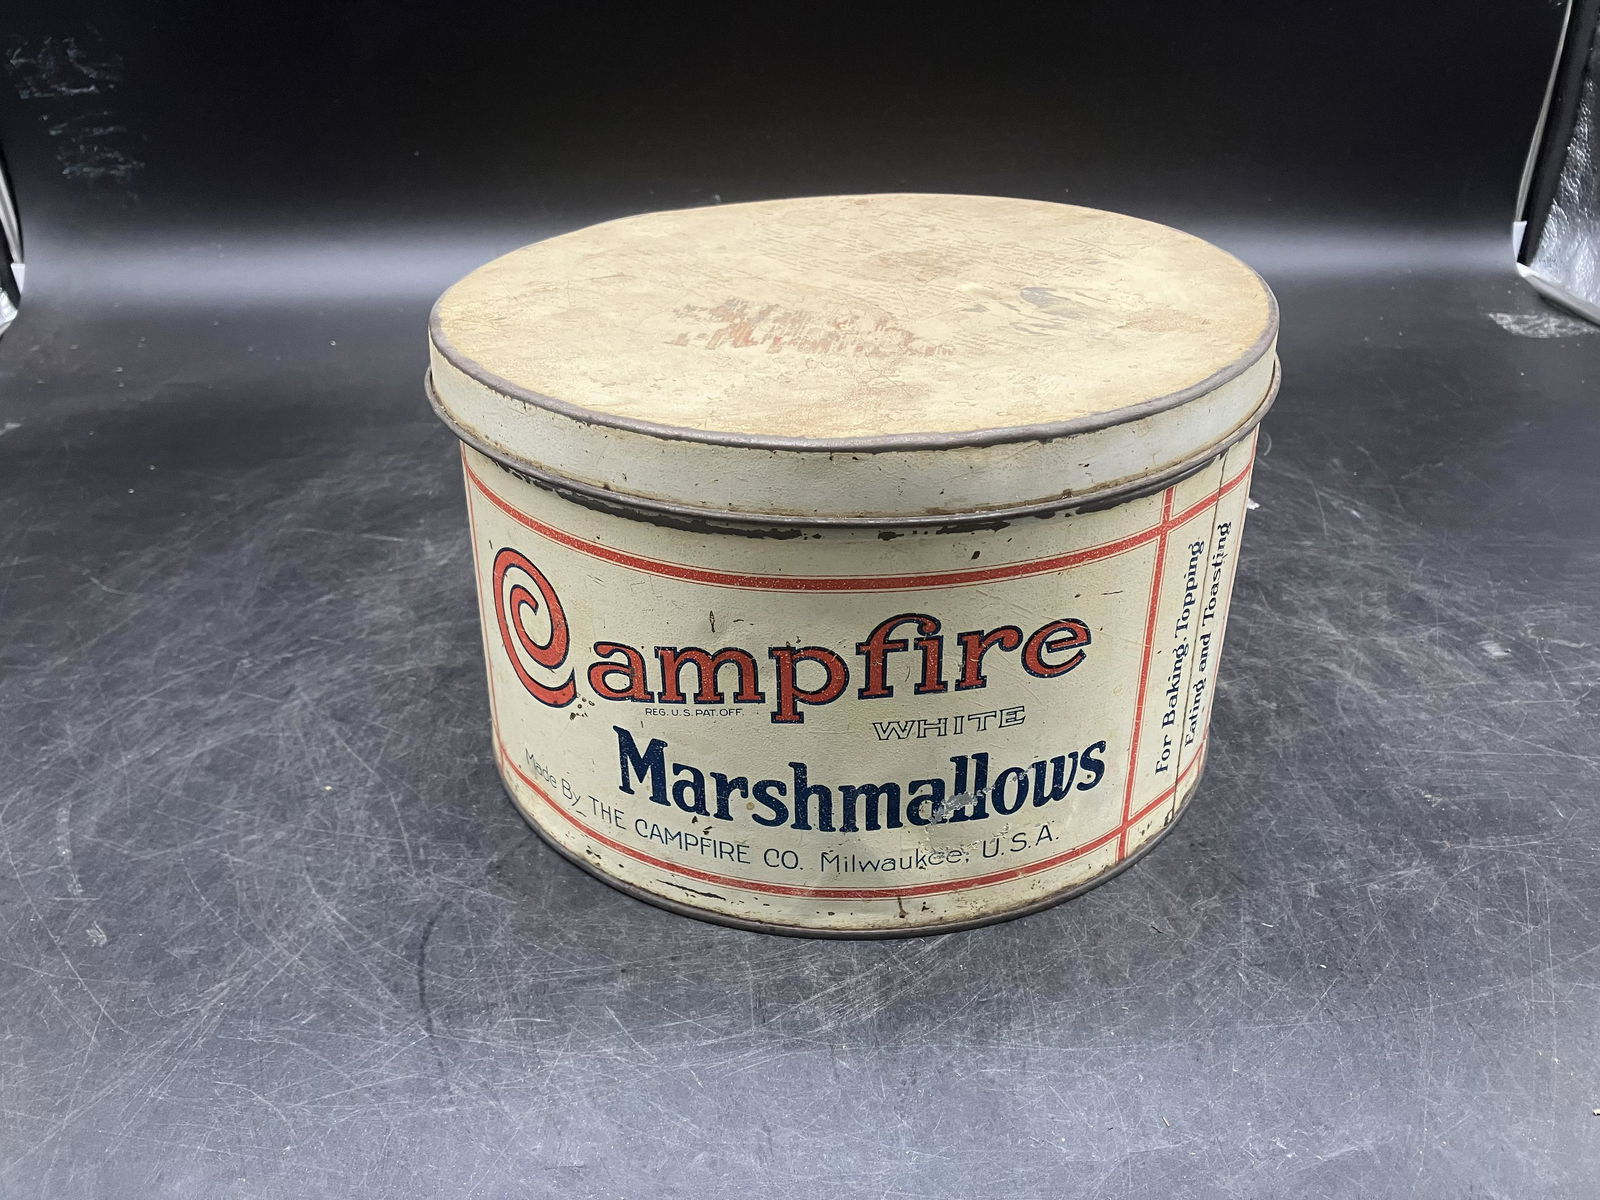 Campfire
REG. U.S. PAT. OFF.
WHITE
Marshmallows
Made By THE CAMPFIRE CO. Milwaukee, U.S.A.
For Baking, Topping
Eating and Toasting